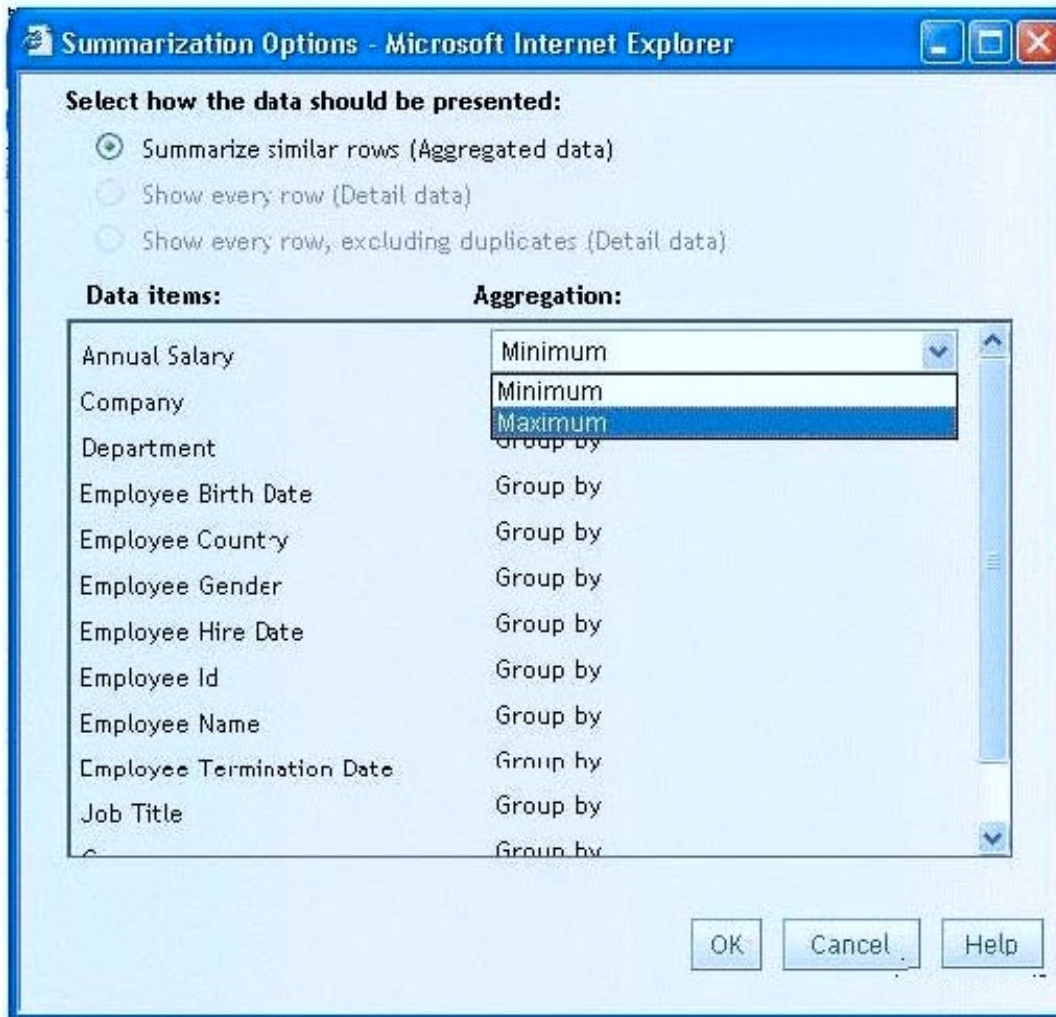 Summarization Options - Microsoft Internet Explorer
Select how the data should be presented:
Summarize similar rows (Aggregated data)
Show every row (Detail data)
Show every row, excluding duplicates (Detail data)
Data items: Aggregation:
Annual Salary Minimum
Minimum
Company
Maximum
Department Group by
Employee Birth Date Group by
Employee Country Group by
Employee Gender Group by
Employee Hire Date Group by
Employee Id Group by
Employee Name Group by
Employee Termination Date Group by
Job Title Group by
Group by
OK Cancel Help